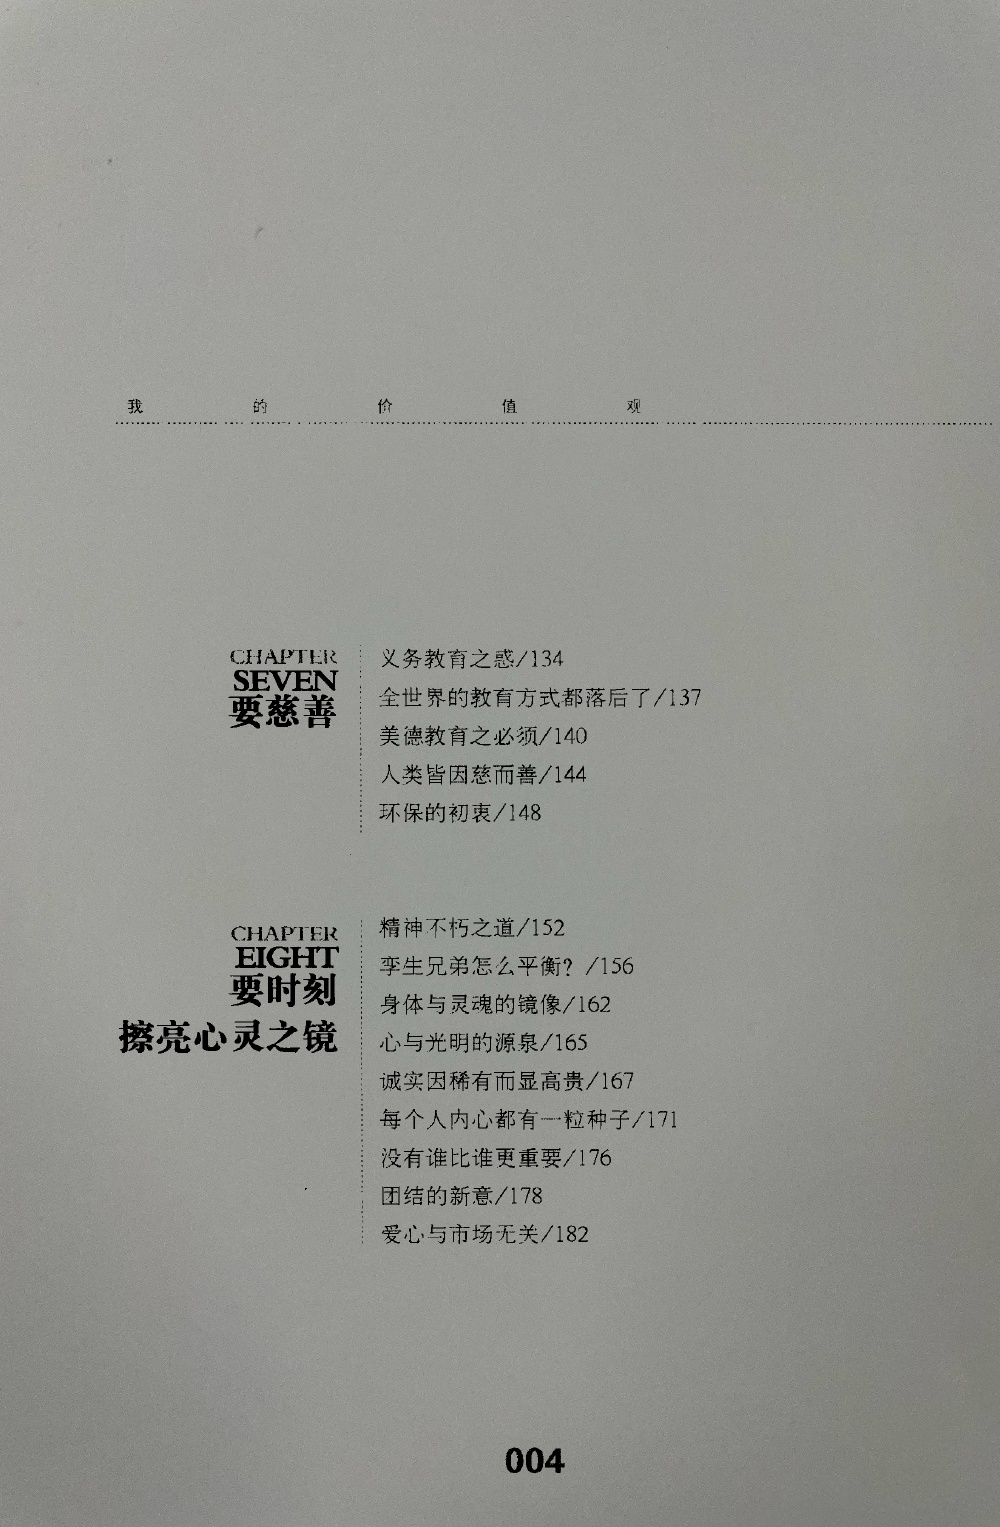 我的价值观
CHAPTER
SEVEN
要慈善
义务教育之惑/134
全世界的教育方式都落后了/137
美德教育之必须/140
人类皆因慈而善/144
环保的初衷/148
CHAPTER
EIGHT
要时刻
擦亮心灵之镜
精神不朽之道/152
孪生兄弟怎么平衡？/156
身体与灵魂的镜像/162
心与光明的源泉/165
诚实因稀有而显高贵/167
每个人内心都有一粒种子/171
没有谁比谁更重要/176
团结的新意/178
爱心与市场无关/182
004